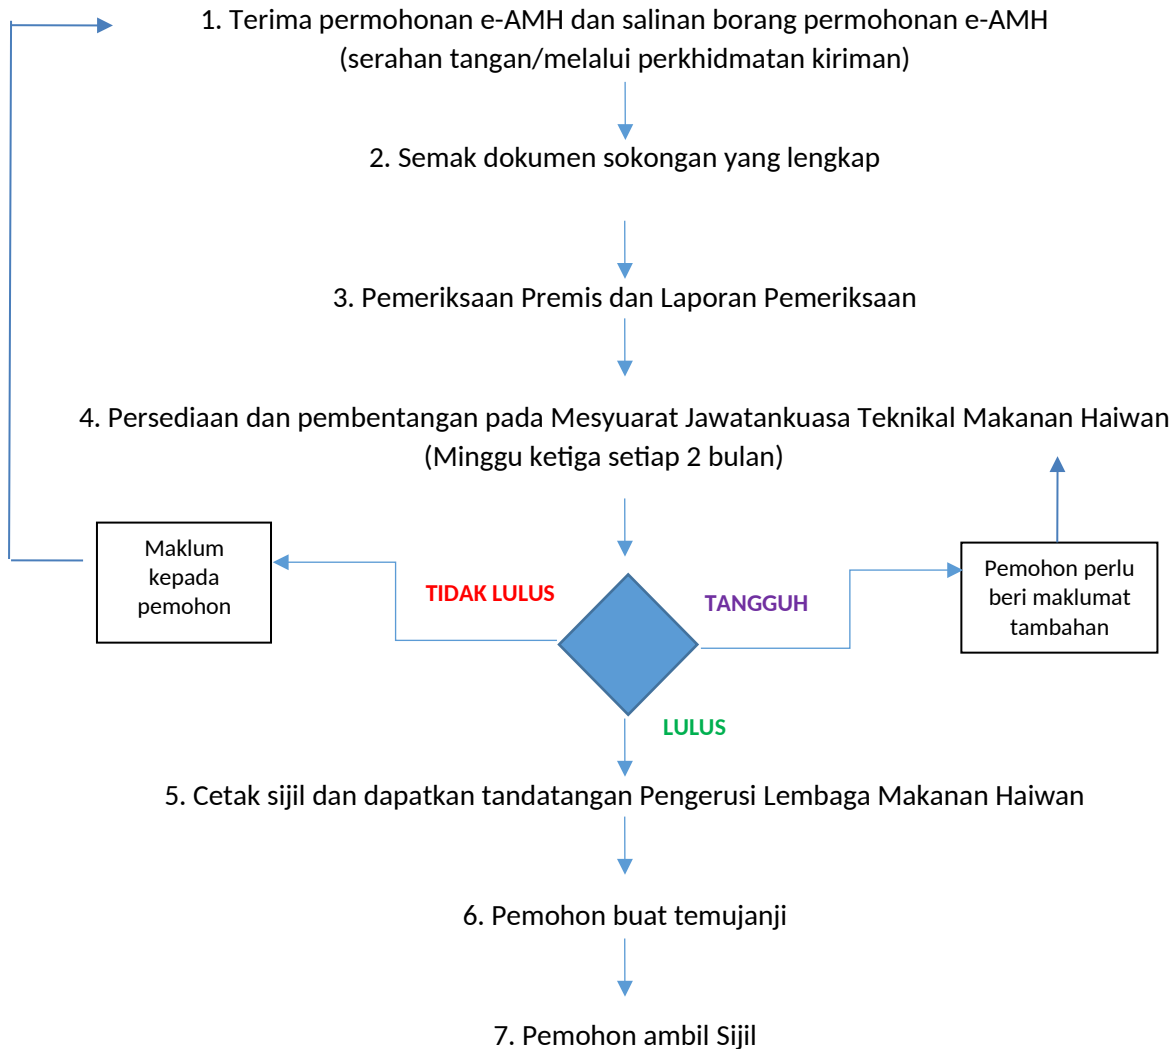 1. Terima permohonan e-AMH dan salinan borang permohonan e-AMH
(serahan tangan/melalui perkhidmatan kiriman)
2. Semak dokumen sokongan yang lengkap
3. Pemeriksaan Premis dan Laporan Pemeriksaan
4. Persediaan dan pembentangan pada Mesyuarat Jawatankuasa Teknikal Makanan Haiwan
(Minggu ketiga setiap 2 bulan)
Maklum
kepada
pemohon
TIDAK LULUS
TANGGUH
Pemohon perlu
beri maklumat
tambahan
LULUS
5. Cetak sijil dan dapatkan tandatangan Pengerusi Lembaga Makanan Haiwan
6. Pemohon buat temujanji
7. Pemohon ambil Sijil